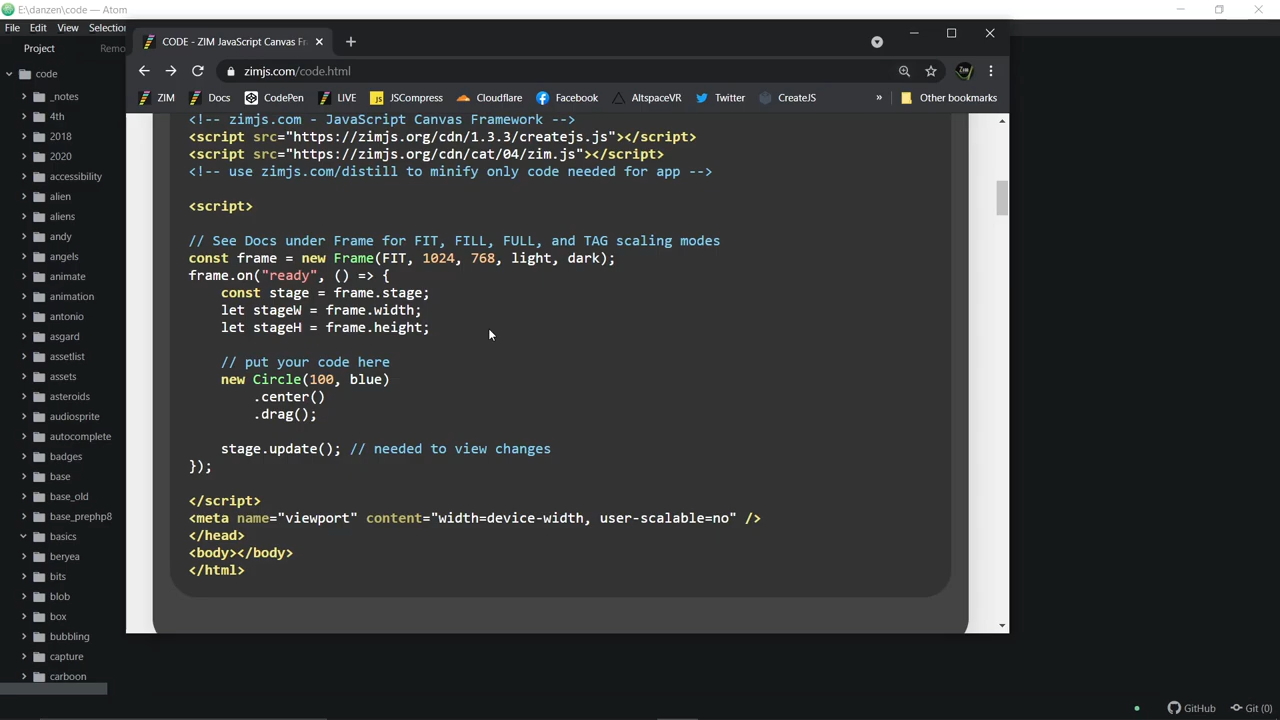 E:\danzen\code — Atom
File Edit View Selection
Project Remo
code
_notes
4th
2018
2020
accessibility
alien
aliens
andy
angels
animate
animation
antonio
asgard
assetlist
assets
asteroids
audiosprite
autocomplete
badges
base
base_old
base_prephp8
basics
beryea
bits
blob
box
bubbling
capture
carboon
CODE - ZIM JavaScript Canvas Fr
zimjs.com/code.html
ZIM Docs CodePen LIVE JSCompress Cloudflare Facebook AltspaceVR Twitter CreateJS » Other bookmarks
<!-- zimjs.com - JavaScript Canvas Framework -->
<script src="https://zimjs.org/cdn/1.3.3/createjs.js"></script>
<script src="https://zimjs.org/cdn/cat/04/zim.js"></script>
<!-- use zimjs.com/distill to minify only code needed for app -->
<script>
// See Docs under Frame for FIT, FILL, FULL, and TAG scaling modes
const frame = new Frame(FIT, 1024, 768, light, dark);
frame.on("ready", () => {
const stage = frame.stage;
let stageW = frame.width;
let stageH = frame.height;
// put your code here
new Circle(100, blue)
.center()
.drag();
stage.update(); // needed to view changes
});
</script>
<meta name="viewport" content="width=device-width, user-scalable=no" />
</head>
<body></body>
</html>
GitHub Git (0)